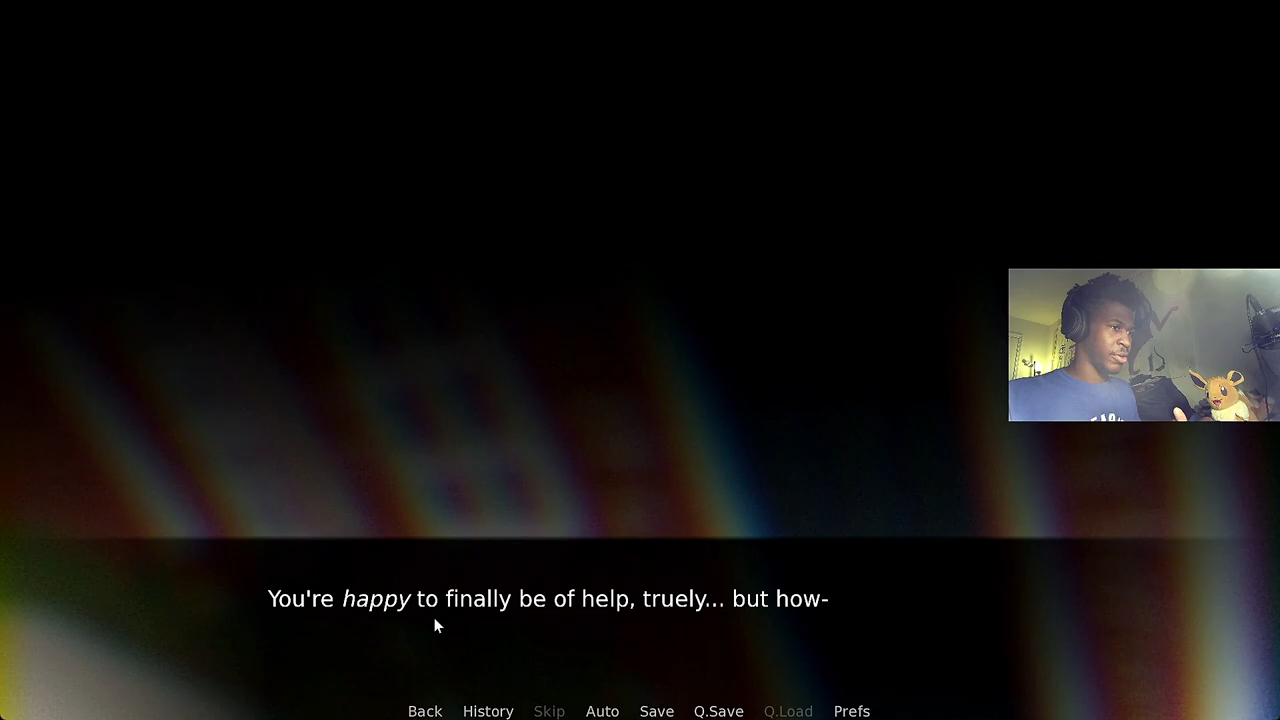 You're happy to finally be of help, truely... but how-
Back History Skip Auto Save Q.Save Q.Load Prefs